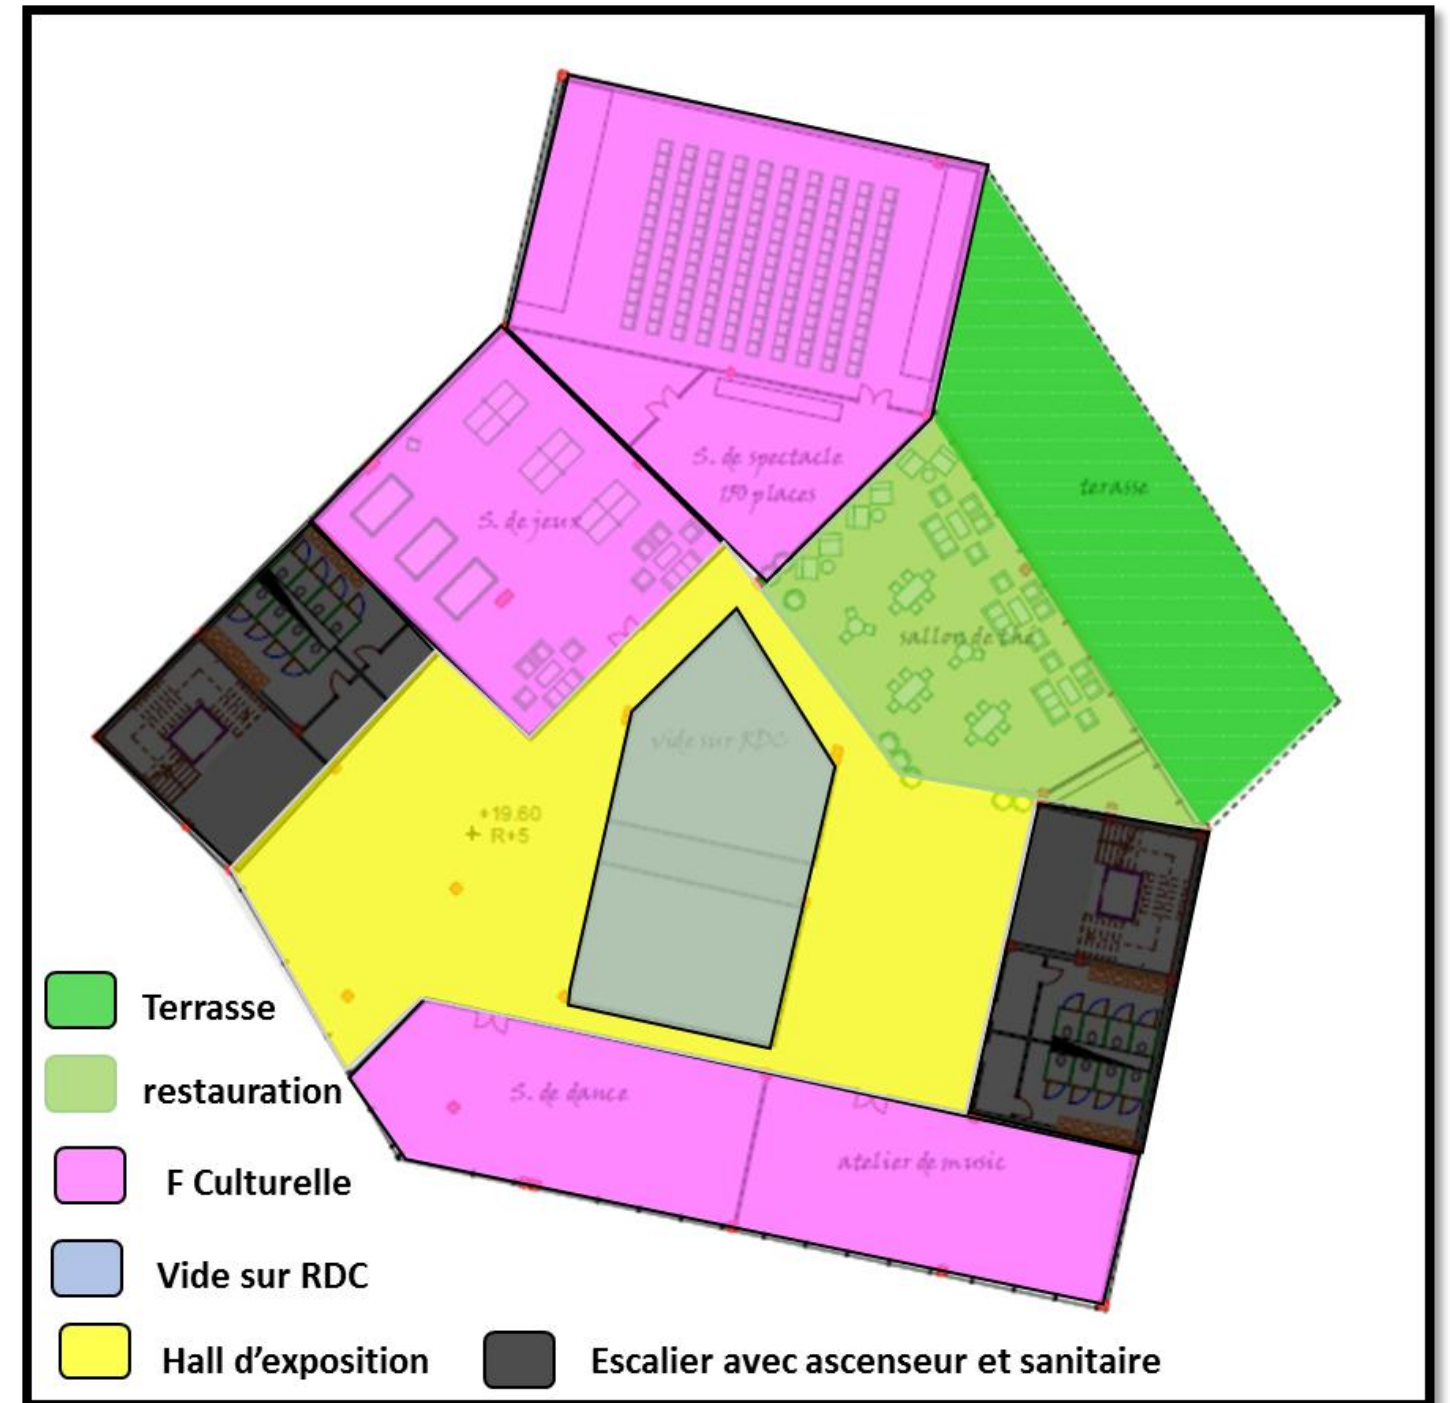 S. de spectacle
150 places
terasse
S. de jeux
sallon de thé
vide sur RDC
+19.60
R+5
S. de dance
atelier de music
Terrasse
restauration
F Culturelle
Vide sur RDC
Hall d’exposition
Escalier avec ascenseur et sanitaire